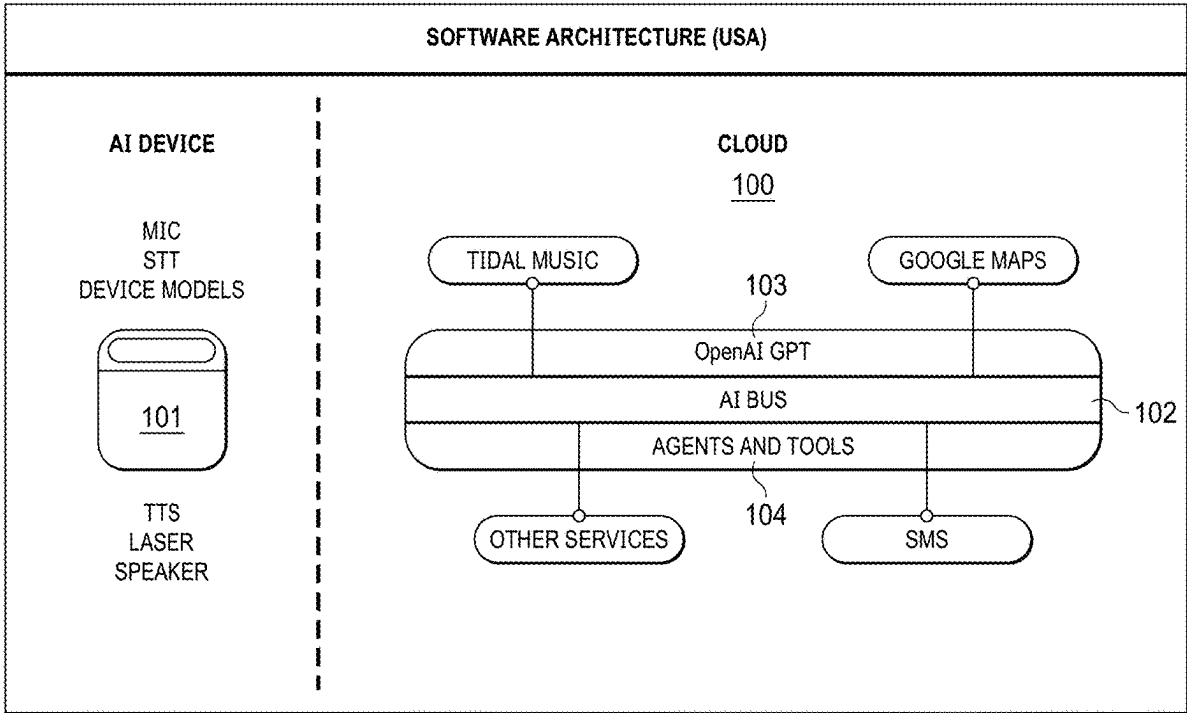 SOFTWARE ARCHITECTURE (USA)
AI DEVICE
MIC
STT
DEVICE MODELS
101
TTS
LASER
SPEAKER
CLOUD
100
TIDAL MUSIC
GOOGLE MAPS
103
OpenAI GPT
AI BUS
102
AGENTS AND TOOLS
104
OTHER SERVICES
SMS